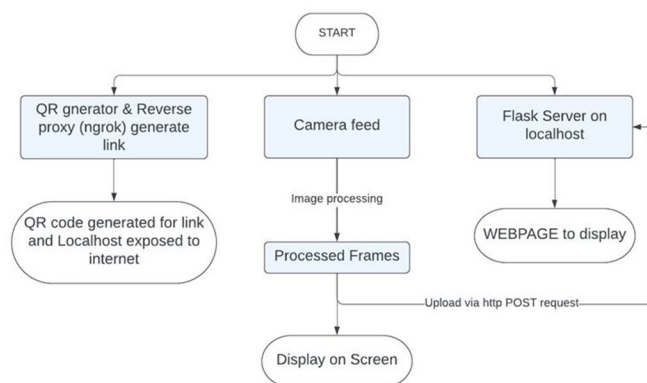 START
QR gnerator & Reverse
proxy (ngrok) generate
link
Camera feed
Flask Server on
localhost
Image processing
QR code generated for link
and Localhost exposed to
internet
WEBPAGE to display
Processed Frames
Upload via http POST request
Display on Screen